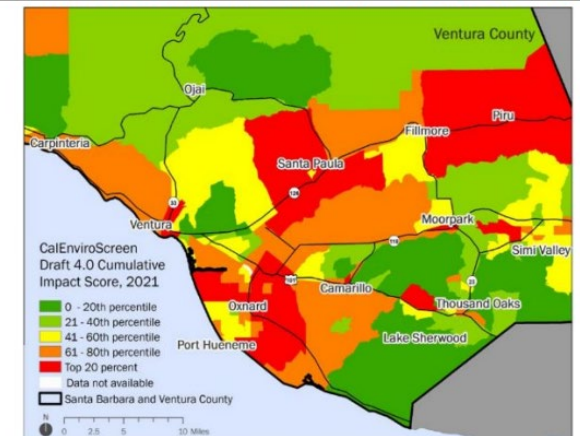 Ventura County
Ojai
Piru
Carpinteria
Fillmore
Santa Paula
126
33
Ventura
Moorpark
118
Simi Valley
CalEnviroScreen
Draft 4.0 Cumulative
Impact Score, 2021
101
Camarillo
23
0 - 20th percentile
21 - 40th percentile
41 - 60th percentile
61 - 80th percentile
Top 20 percent
Data not available
Santa Barbara and Ventura County
Oxnard
Thousand Oaks
Port Hueneme
Lake Sherwood
N
0 2.5 5 10 Miles